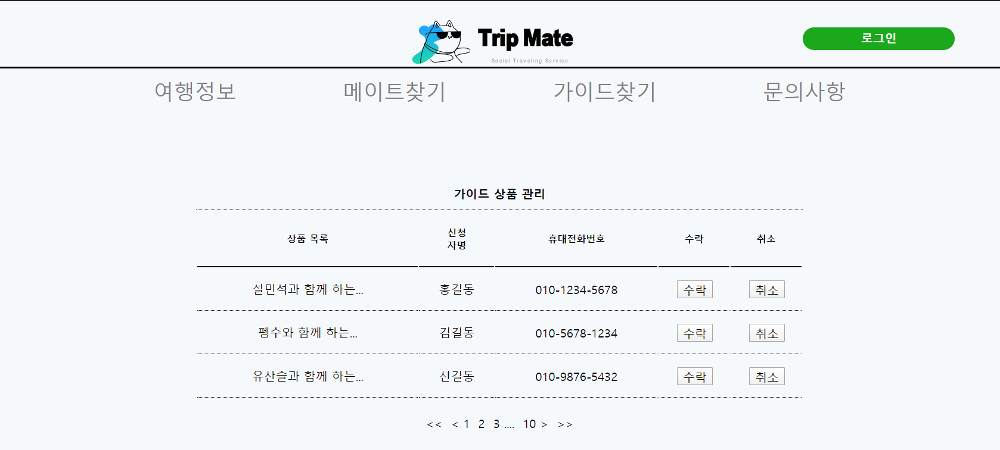 Trip Mate
Social Traveling Service
로그인
여행정보 메이트찾기 가이드찾기 문의사항
가이드 상품 관리
상품 목록 신청 휴대전화번호 수락 취소
자명
설민석과 함께 하는... 홍길동 010-1234-5678 수락 취소
펭수와 함께 하는... 김길동 010-5678-1234 수락 취소
유산슬과 함께 하는... 신길동 010-9876-5432 수락 취소
<< < 1 2 3 .... 10 > >>